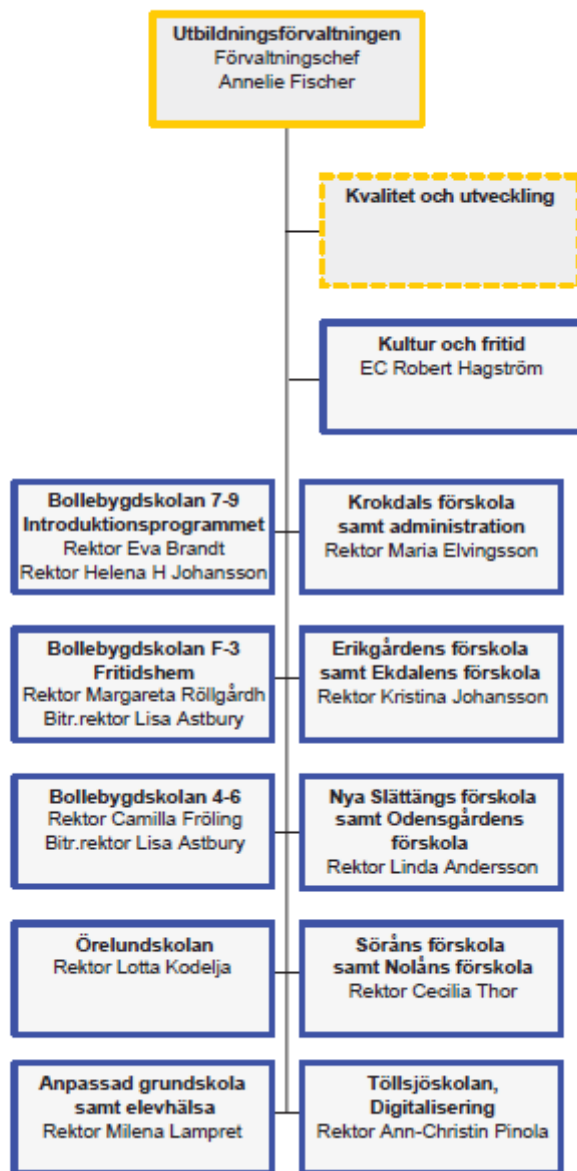 Utbildningsförvaltningen
Förvaltningschef
Annelie Fischer
Kvalitet och utveckling
Kultur och fritid
EC Robert Hagström
Bollebygdskolan 7-9
Introduktionsprogrammet
Rektor Eva Brandt
Rektor Helena H Johansson
Krokdals förskola
samt administration
Rektor Maria Elvingsson
Bollebygdskolan F-3
Fritidshem
Rektor Margareta Röllgårdh
Bitr.rektor Lisa Astbury
Erikgårdens förskola
samt Ekdalens förskola
Rektor Kristina Johansson
Bollebygdskolan 4-6
Rektor Camilla Fröling
Bitr.rektor Lisa Astbury
Nya Slättängs förskola
samt Odensgårdens
förskola
Rektor Linda Andersson
Örelundskolan
Rektor Lotta Kodelja
Söråns förskola
samt Nolåns förskola
Rektor Cecilia Thor
Anpassad grundskola
samt elevhälsa
Rektor Milena Lampret
Töllsjöskolan,
Digitalisering
Rektor Ann-Christin Pinola